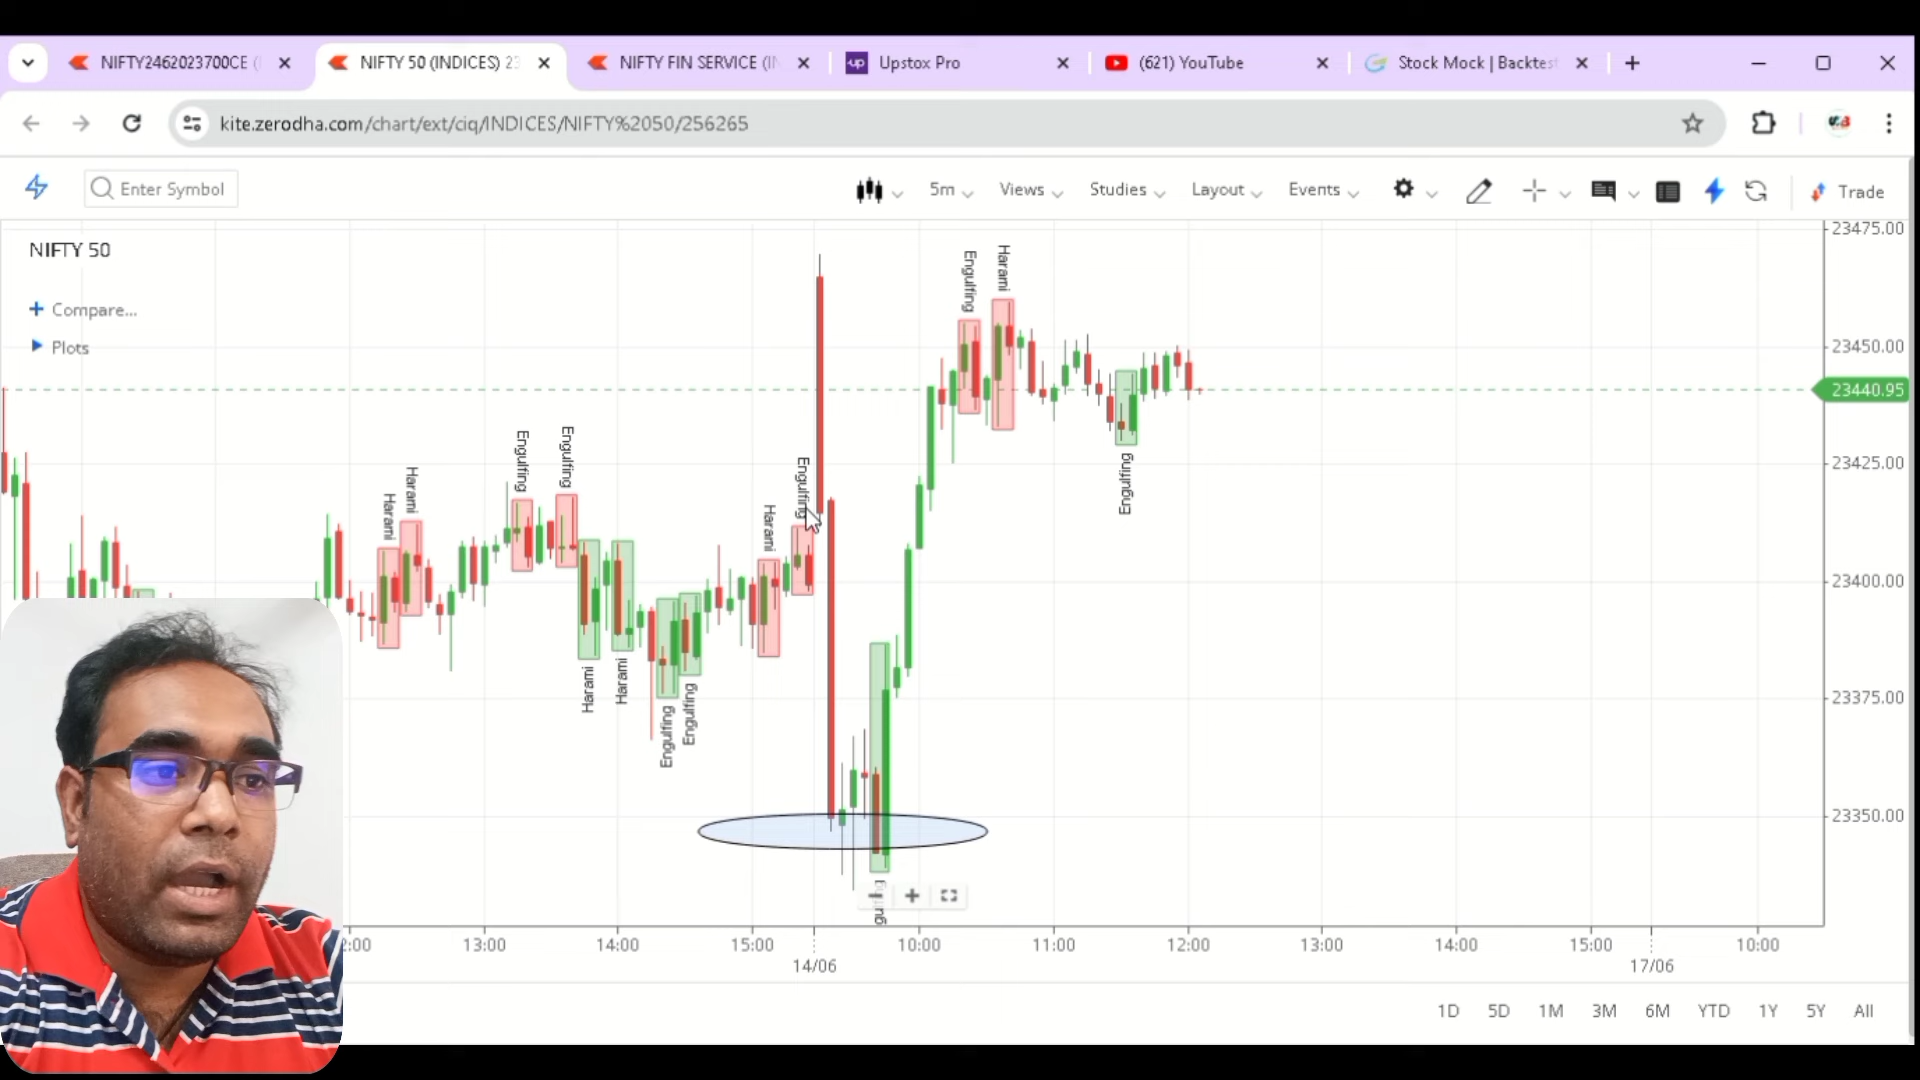 NIFTY2462023700CE (
NIFTY 50 (INDICES) 23
NIFTY FIN SERVICE (IN
up
Upstox Pro
(621) YouTube
Stock Mock | Backtest
kite.zerodha.com/chart/ext/ciq/INDICES/NIFTY%2050/256265
Enter Symbol
5m
Views
Studies
Layout
Events
Trade
NIFTY 50
Compare...
Plots
23475.00
23450.00
23440.95
23425.00
23400.00
23375.00
23350.00
Harami
Harami
Engulfing
Engulfing
Harami
Harami
Engulfing
Engulfing
Harami
Engulfing
Engulfing
Harami
Engulfing
2:00
13:00
14:00
15:00
10:00
11:00
12:00
13:00
14:00
15:00
10:00
14/06
17/06
1D
5D
1M
3M
6M
YTD
1Y
5Y
All